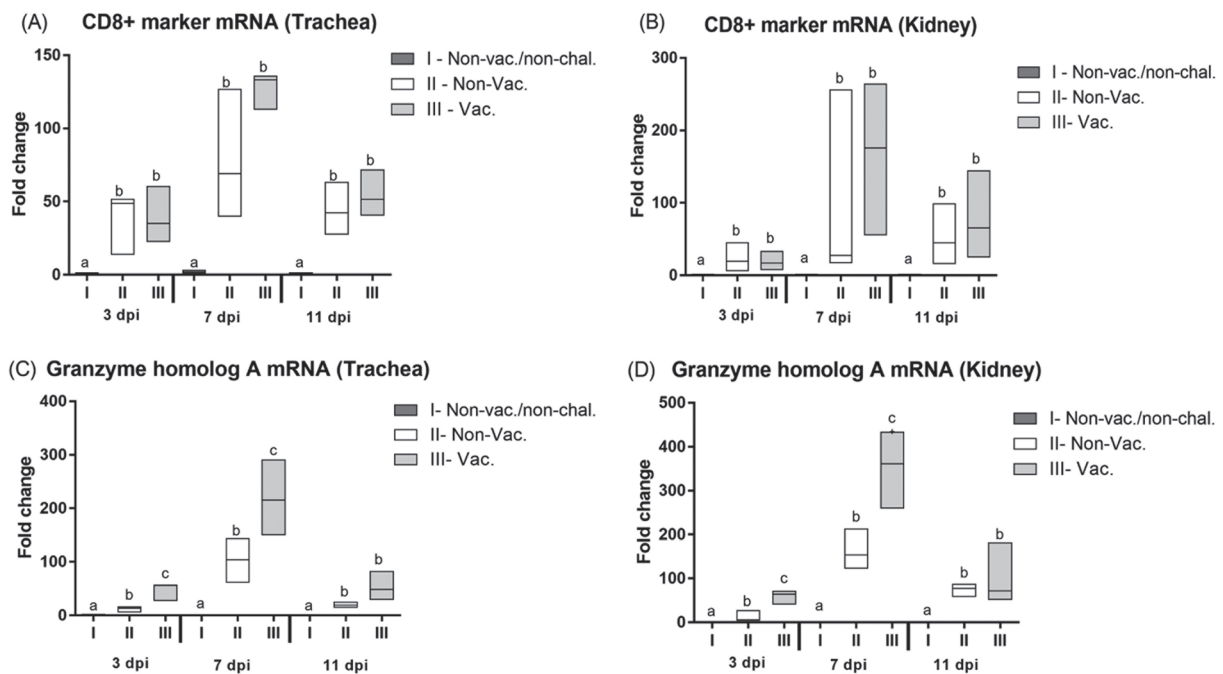 (A) CD8+ marker mRNA (Trachea)
150
100
50
0
Fold change
a b b a b b a b b
I II III I II III I II III
3 dpi 7 dpi 11 dpi
I - Non-vac./non-chal.
II - Non-Vac.
III - Vac.
(B) CD8+ marker mRNA (Kidney)
300
200
100
0
Fold change
a b b a b b a b b
I II III I II III I II III
3 dpi 7 dpi 11 dpi
I - Non-vac./non-chal.
II- Non-Vac.
III- Vac.
(C) Granzyme homolog A mRNA (Trachea)
400
300
200
100
0
Fold change
a b c a b c a b b
I II III I II III I II III
3 dpi 7 dpi 11 dpi
I- Non-vac./non-chal.
II- Non-Vac.
III- Vac.
(D) Granzyme homolog A mRNA (Kidney)
500
400
300
200
100
0
Fold change
a b c a b c a b b
I II III I II III I II III
3 dpi 7 dpi 11 dpi
I- Non-vac./non-chal.
II- Non-Vac.
III- Vac.